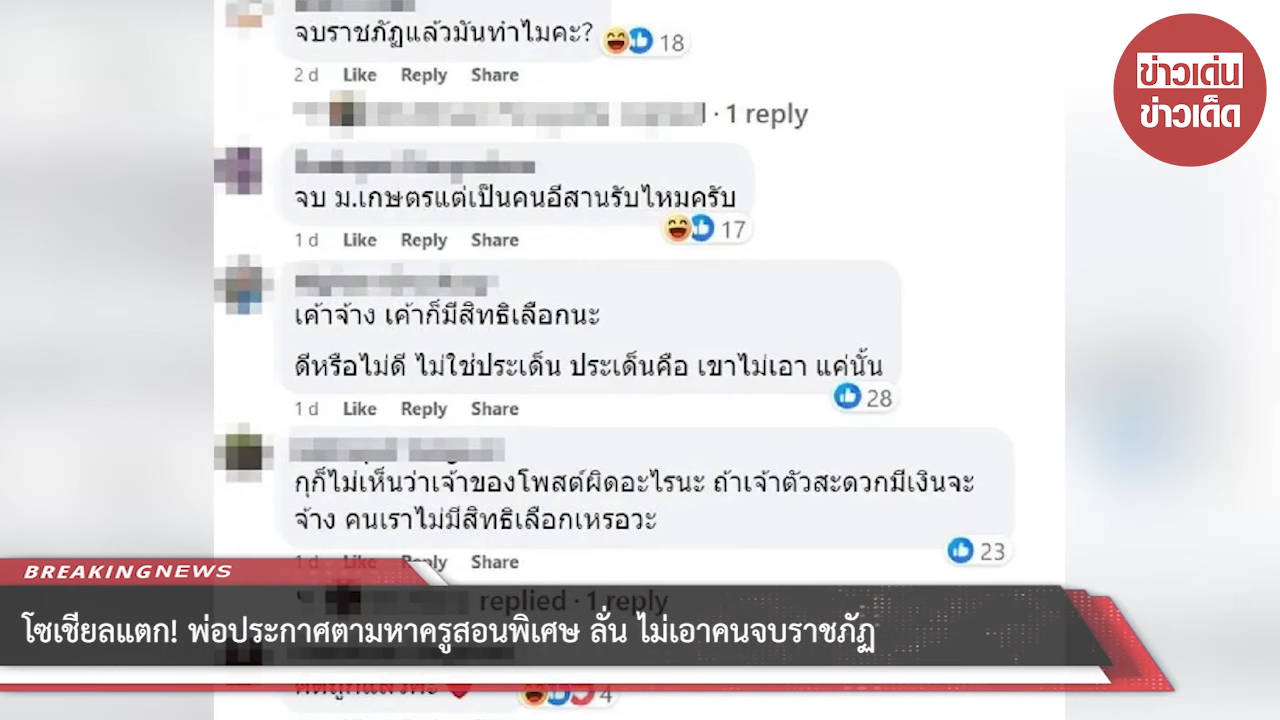 จบราชภัฏแล้วมันทำไมคะ?
18
2 d Like Reply Share
· 1 reply
ข่าวเด่น
ข่าวเด็ด
จบ ม.เกษตรแต่เป็นคนอีสานรับไหมครับ
17
1 d Like Reply Share
เค้าจ้าง เค้าก็มีสิทธิเลือกนะ
ดีหรือไม่ดี ไม่ใช่ประเด็น ประเด็นคือ เขาไม่เอา แค่นั้น
28
1 d Like Reply Share
กูก็ไม่เห็นว่าเจ้าของโพสต์ผิดอะไรนะ ถ้าเจ้าตัวสะดวกมีเงินจะ
จ้าง คนเราไม่มีสิทธิเลือกเหรอวะ
23
1 d Like Reply Share
BREAKING NEWS
replied · 1 reply
โซเชียลแตก! พ่อประกาศตามหาครูสอนพิเศษ ลั่น ไม่เอาคนจบราชภัฏ
4